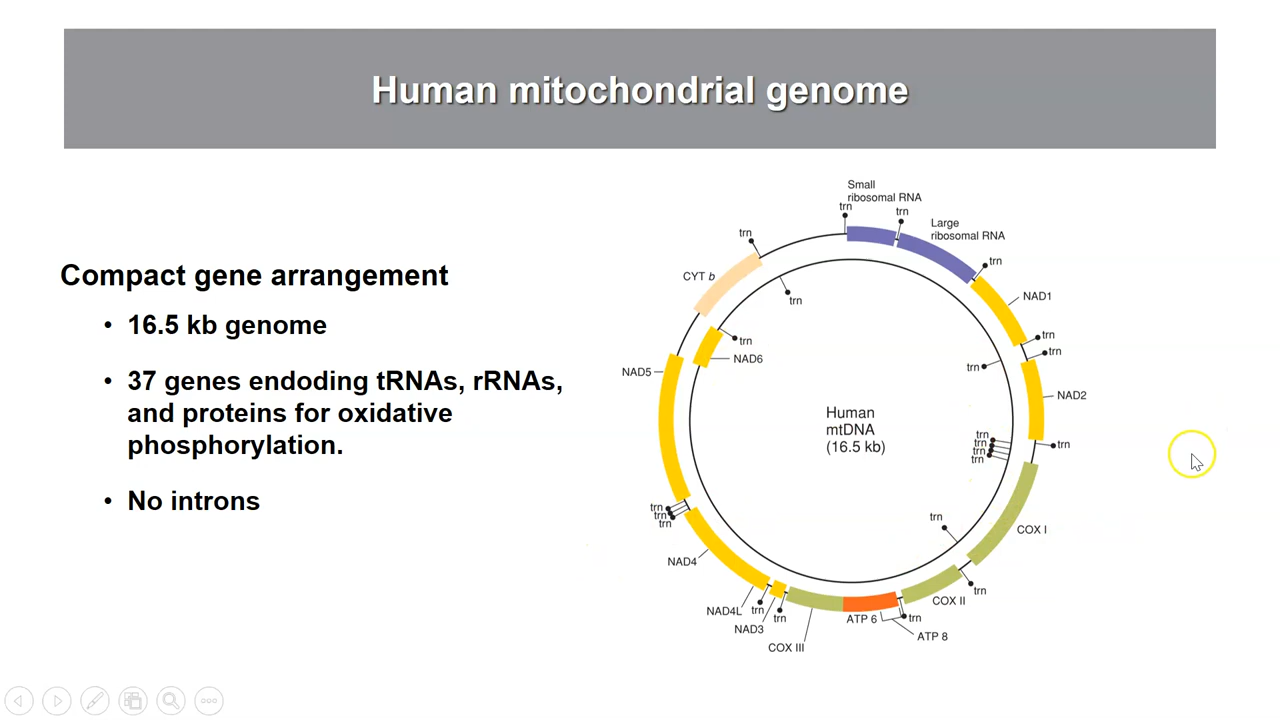 Human mitochondrial genome
Compact gene arrangement
• 16.5 kb genome
• 37 genes endoding tRNAs, rRNAs,
and proteins for oxidative
phosphorylation.
• No introns
Small
ribosomal RNA
trn
trn
Large
ribosomal RNA
trn
trn
CYT b
NAD1
trn
trn
trn
trn
NAD6
trn
NAD5
trn
NAD2
Human
mtDNA
(16.5 kb)
trn
trn
trn
trn
trn
trn
trn
trn
trn
COX I
NAD4
trn
COX II
NAD4L
trn
trn
ATP 6
trn
NAD3
ATP 8
COX III